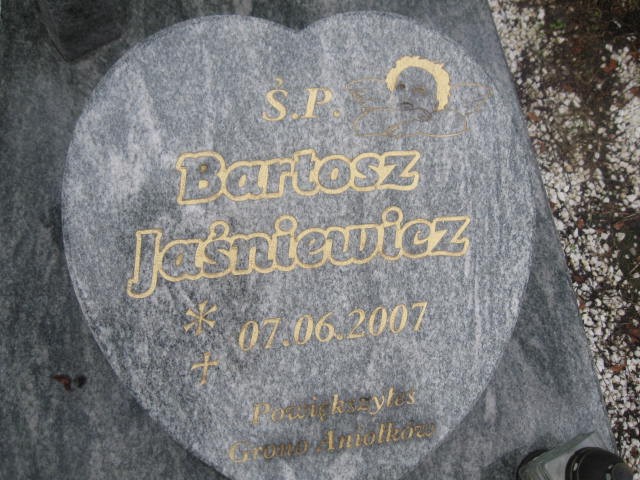 Ś.P.
Bartosz
Jaśniewicz
* 07.06.2007
+
Powiększyłeś
Grono Aniołków